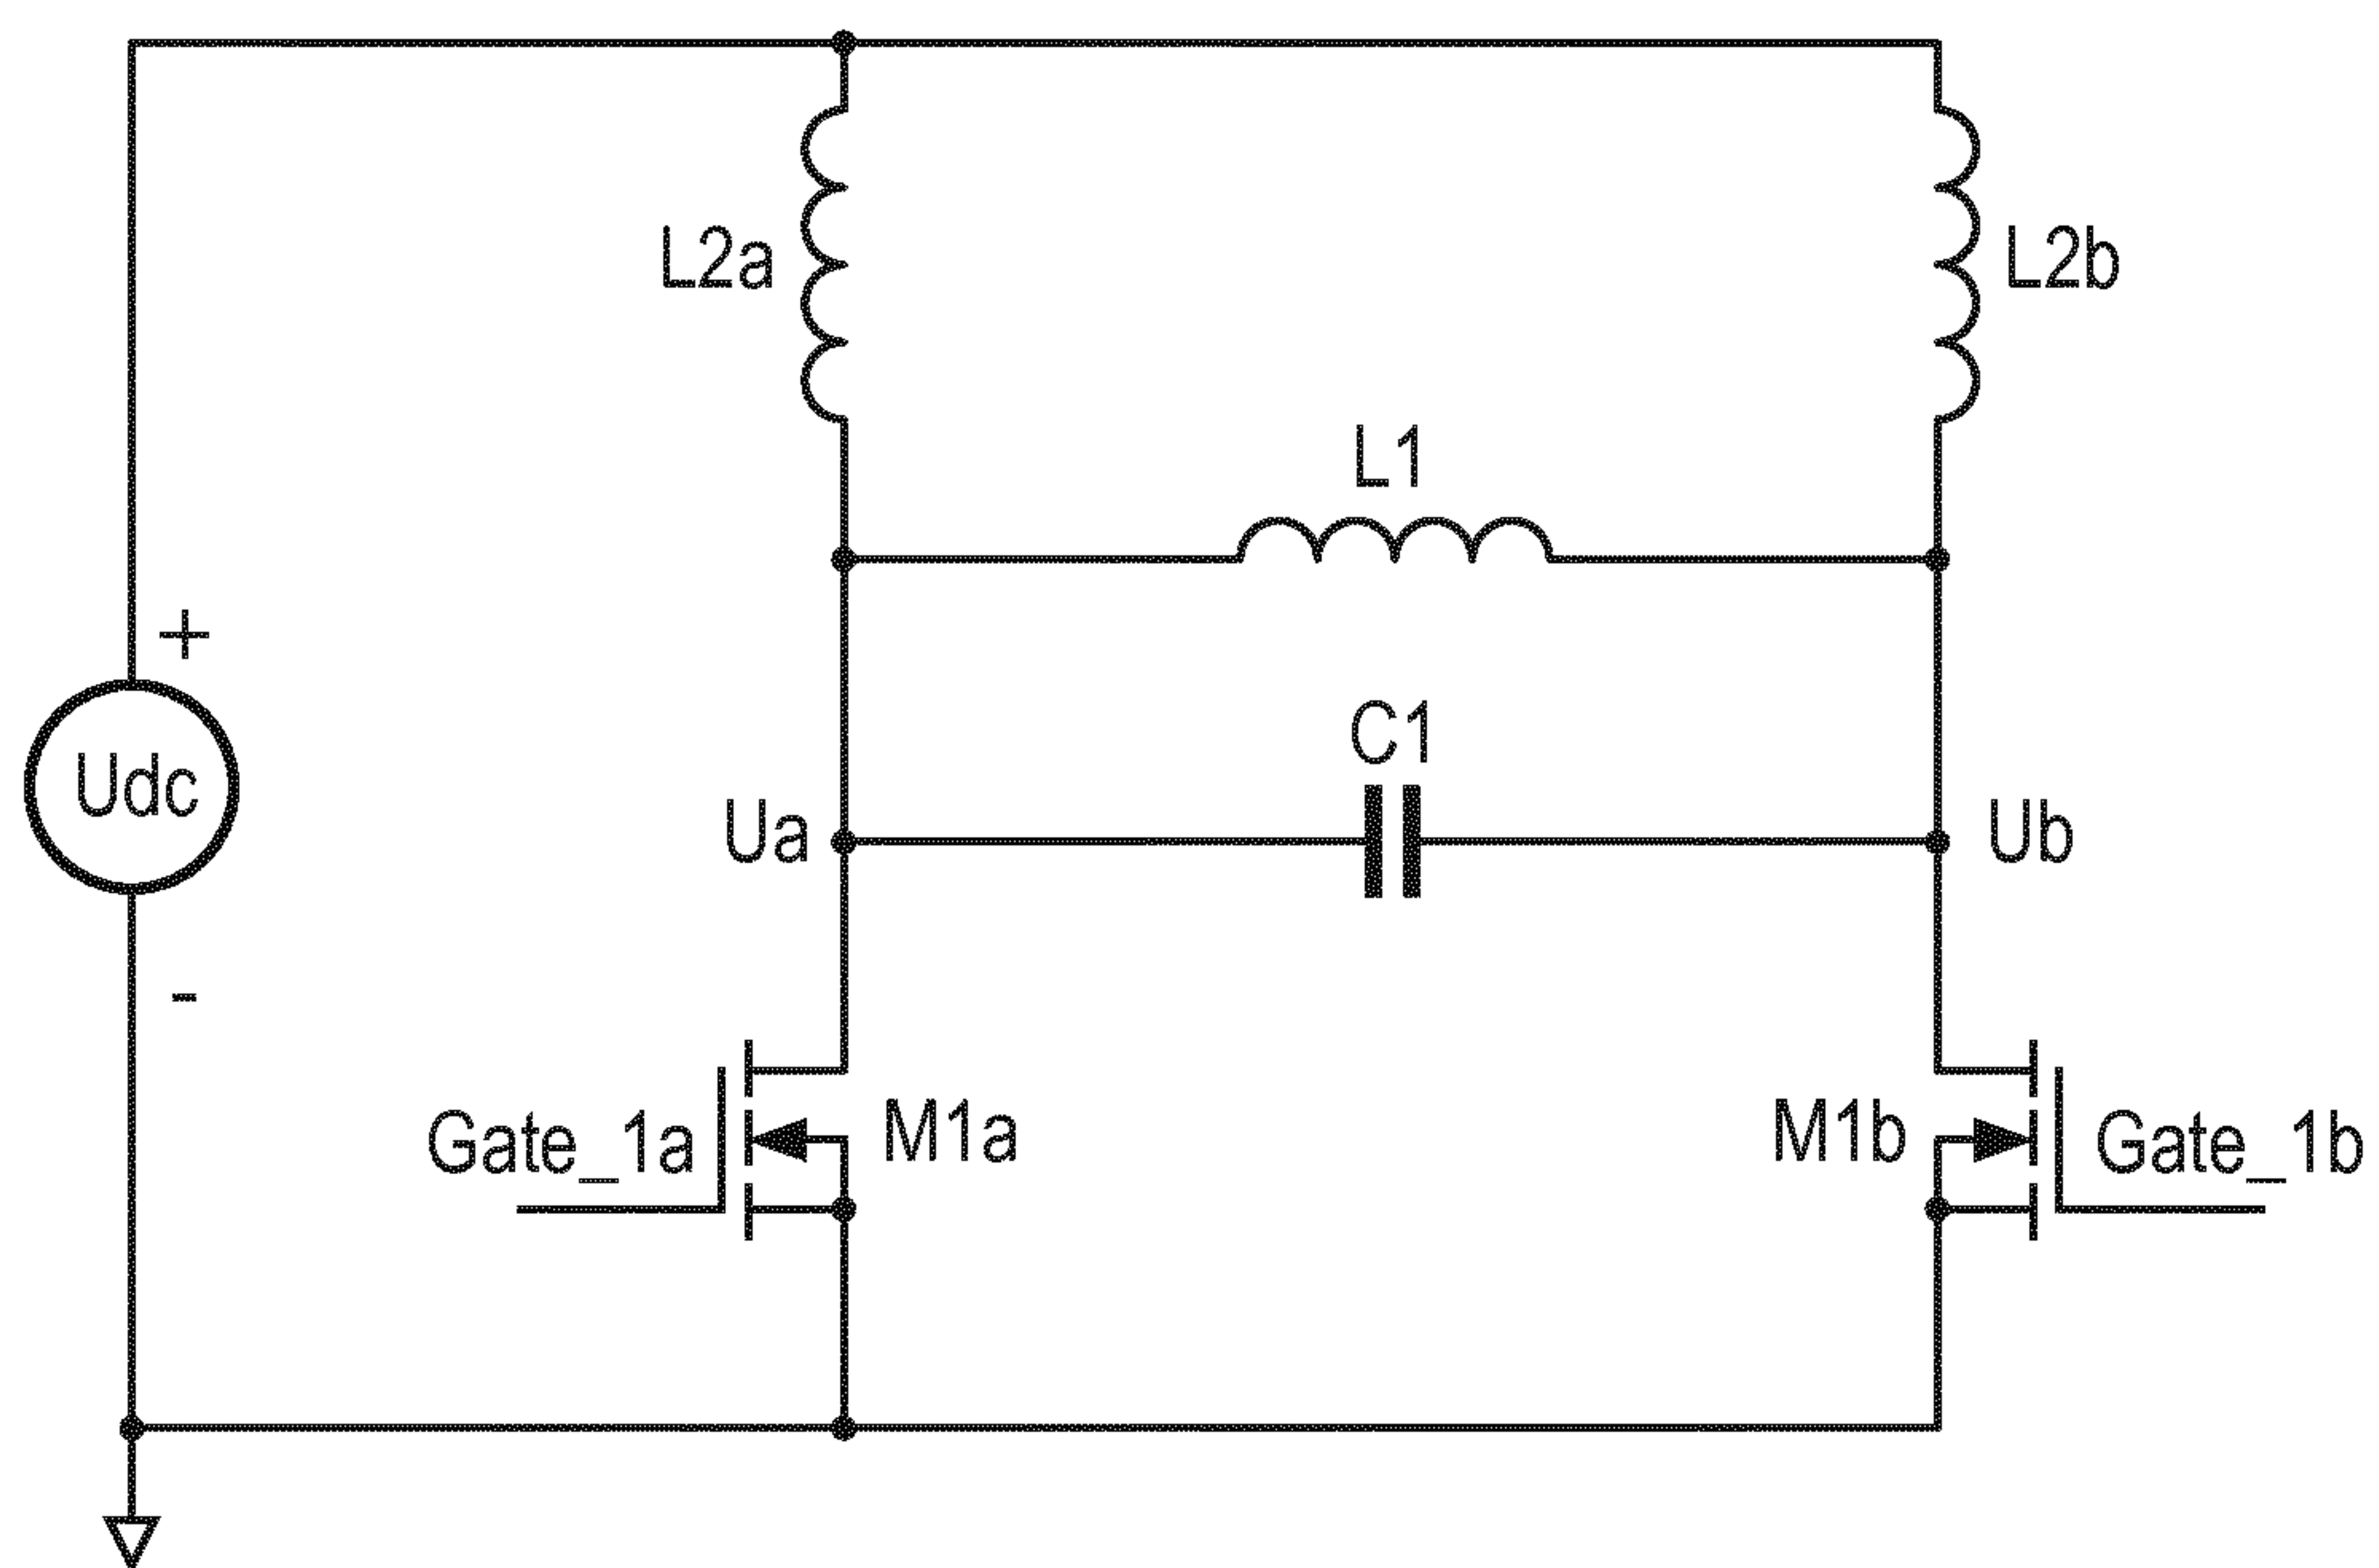 L2a
L2b
L1
+
Udc
C1
Ua
Ub
-
Gate_1a
M1a
M1b
Gate_1b